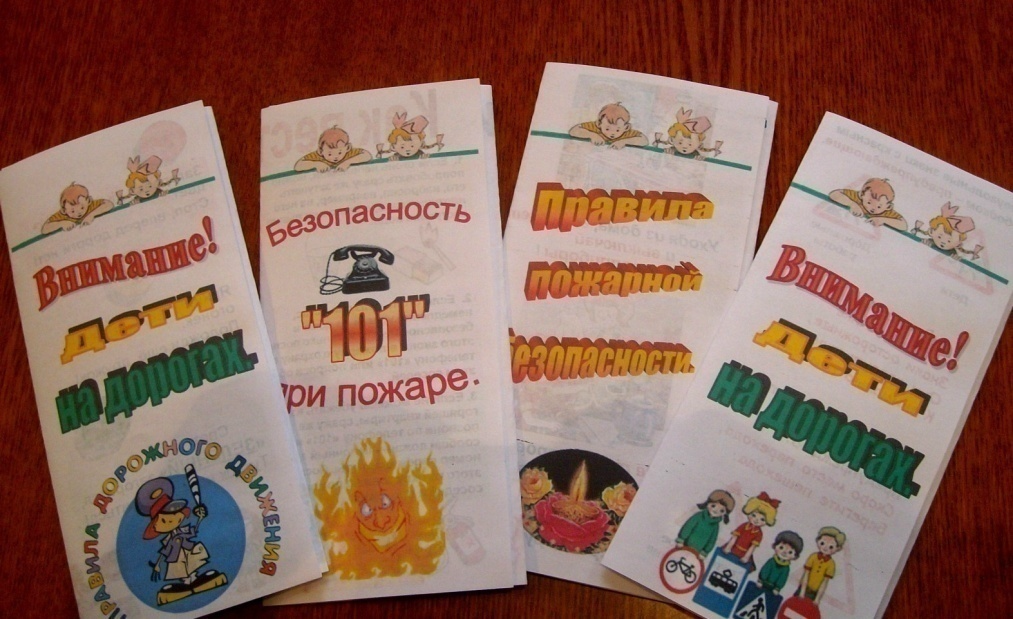 Внимание!
Дети
на дорогах.
ПРАВИЛА ДОРОЖНОГО ДВИЖЕНИЯ
Безопасность
"101"
при пожаре.
Правила
пожарной
безопасности.
Внимание!
Дети
на дорогах.